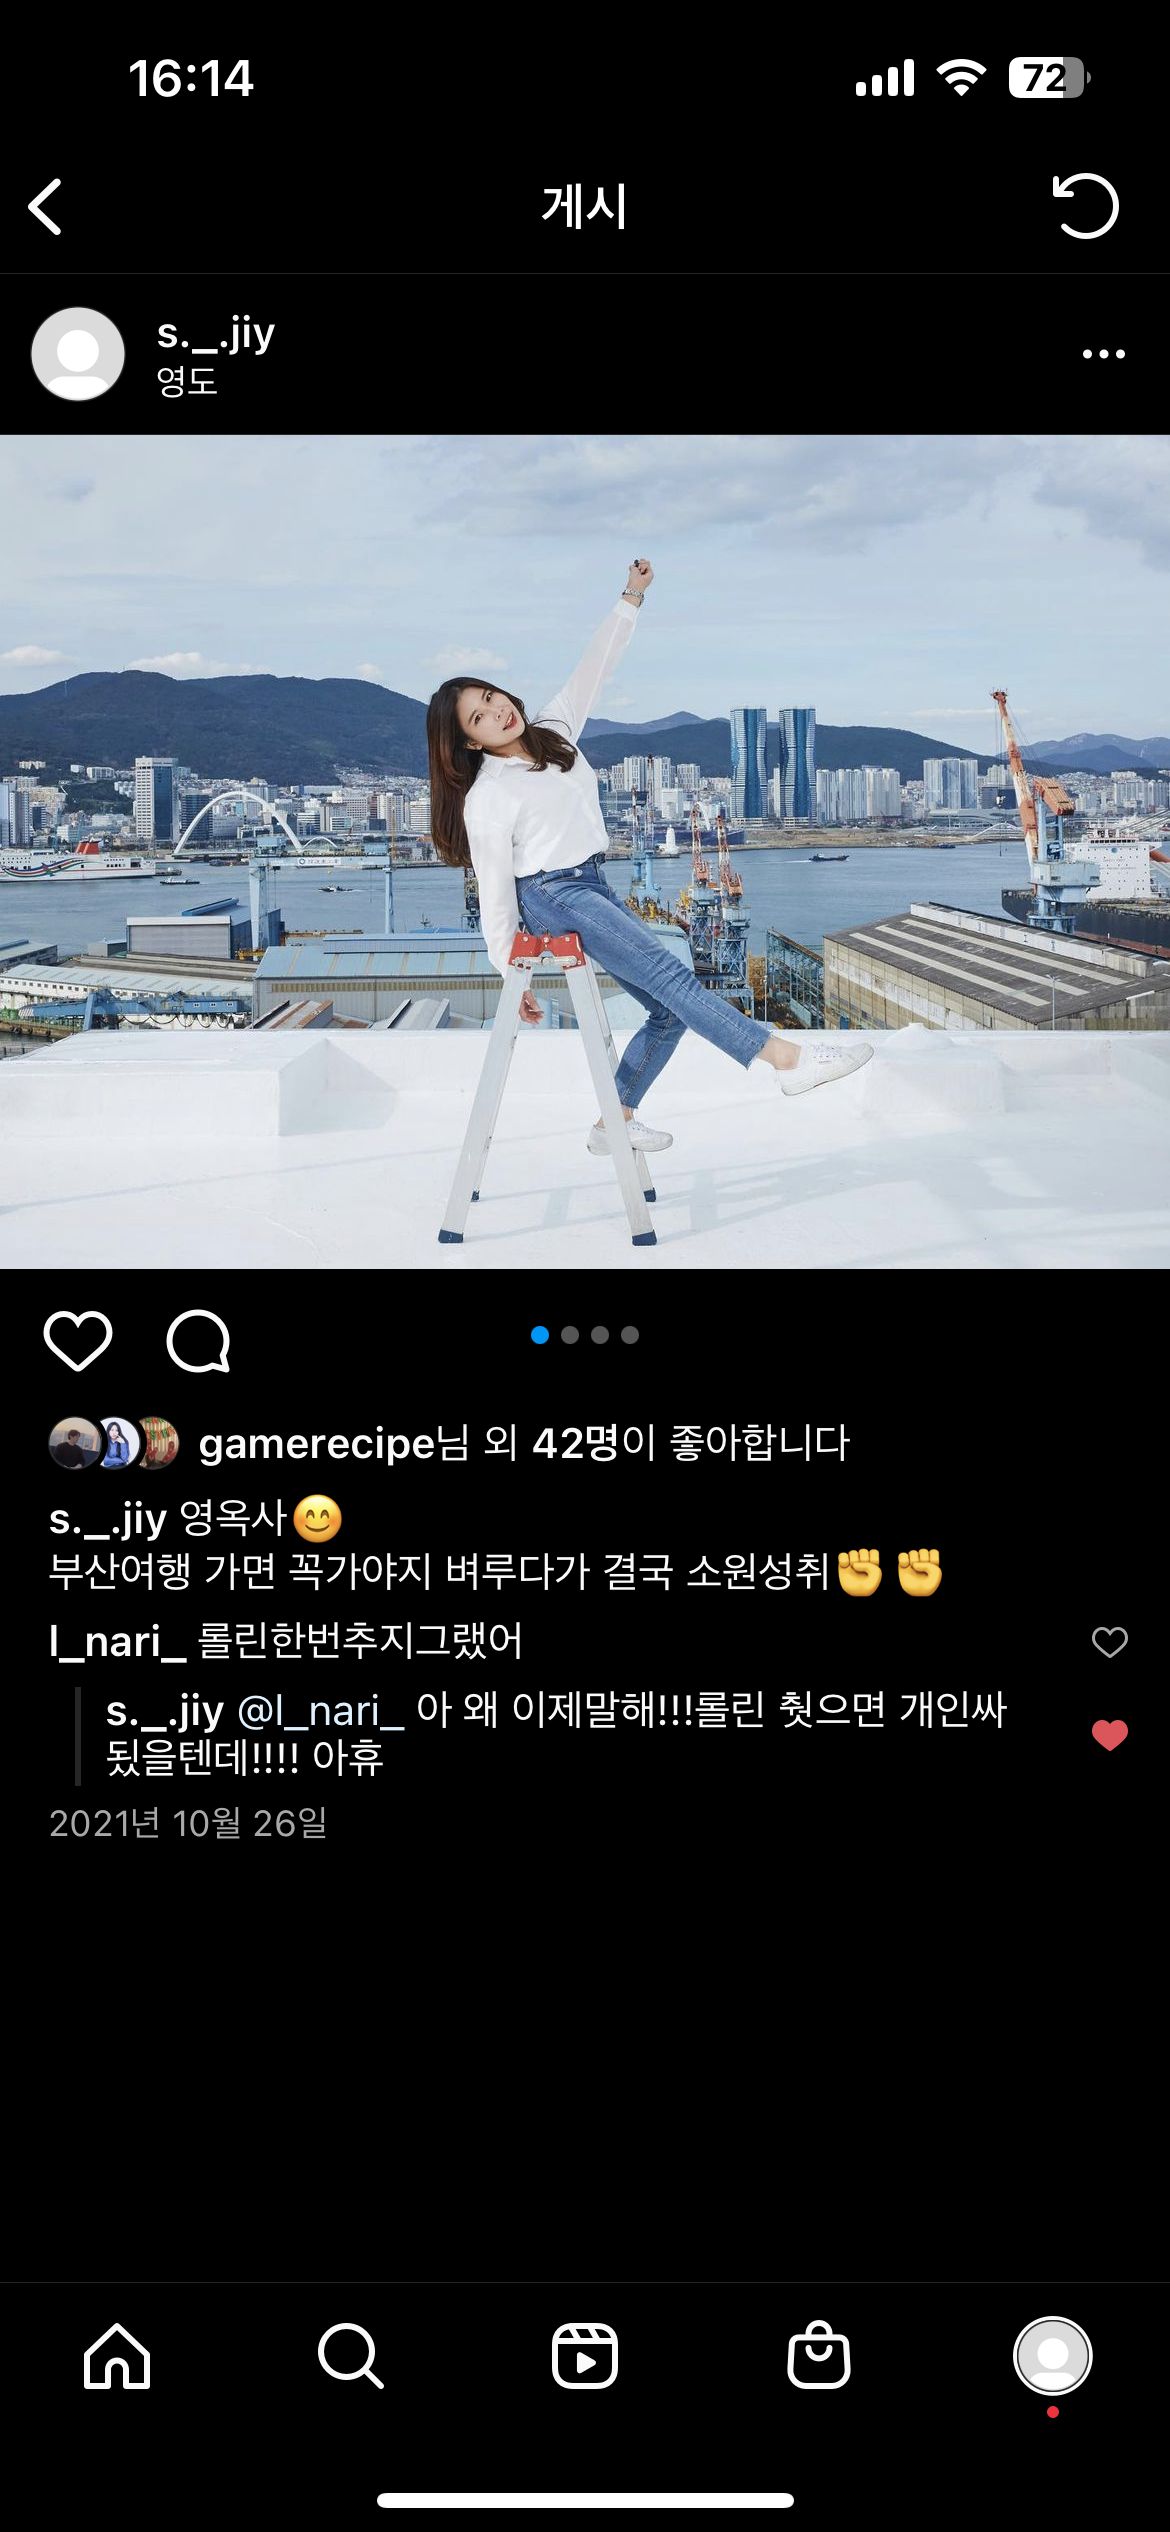 16:14
72
게시
s._.jiy
영도
gamerecipe님 외 42명이 좋아합니다
s._.jiy 영옥사😊
부산여행 가면 꼭가야지 벼루다가 결국 소원성취✊ ✊
l_nari_ 롤린한번추지그랬어
s._.jiy @l_nari_ 아 왜 이제말해!!!롤린 췄으면 개인싸
됬을텐데!!!! 아휴
2021년 10월 26일